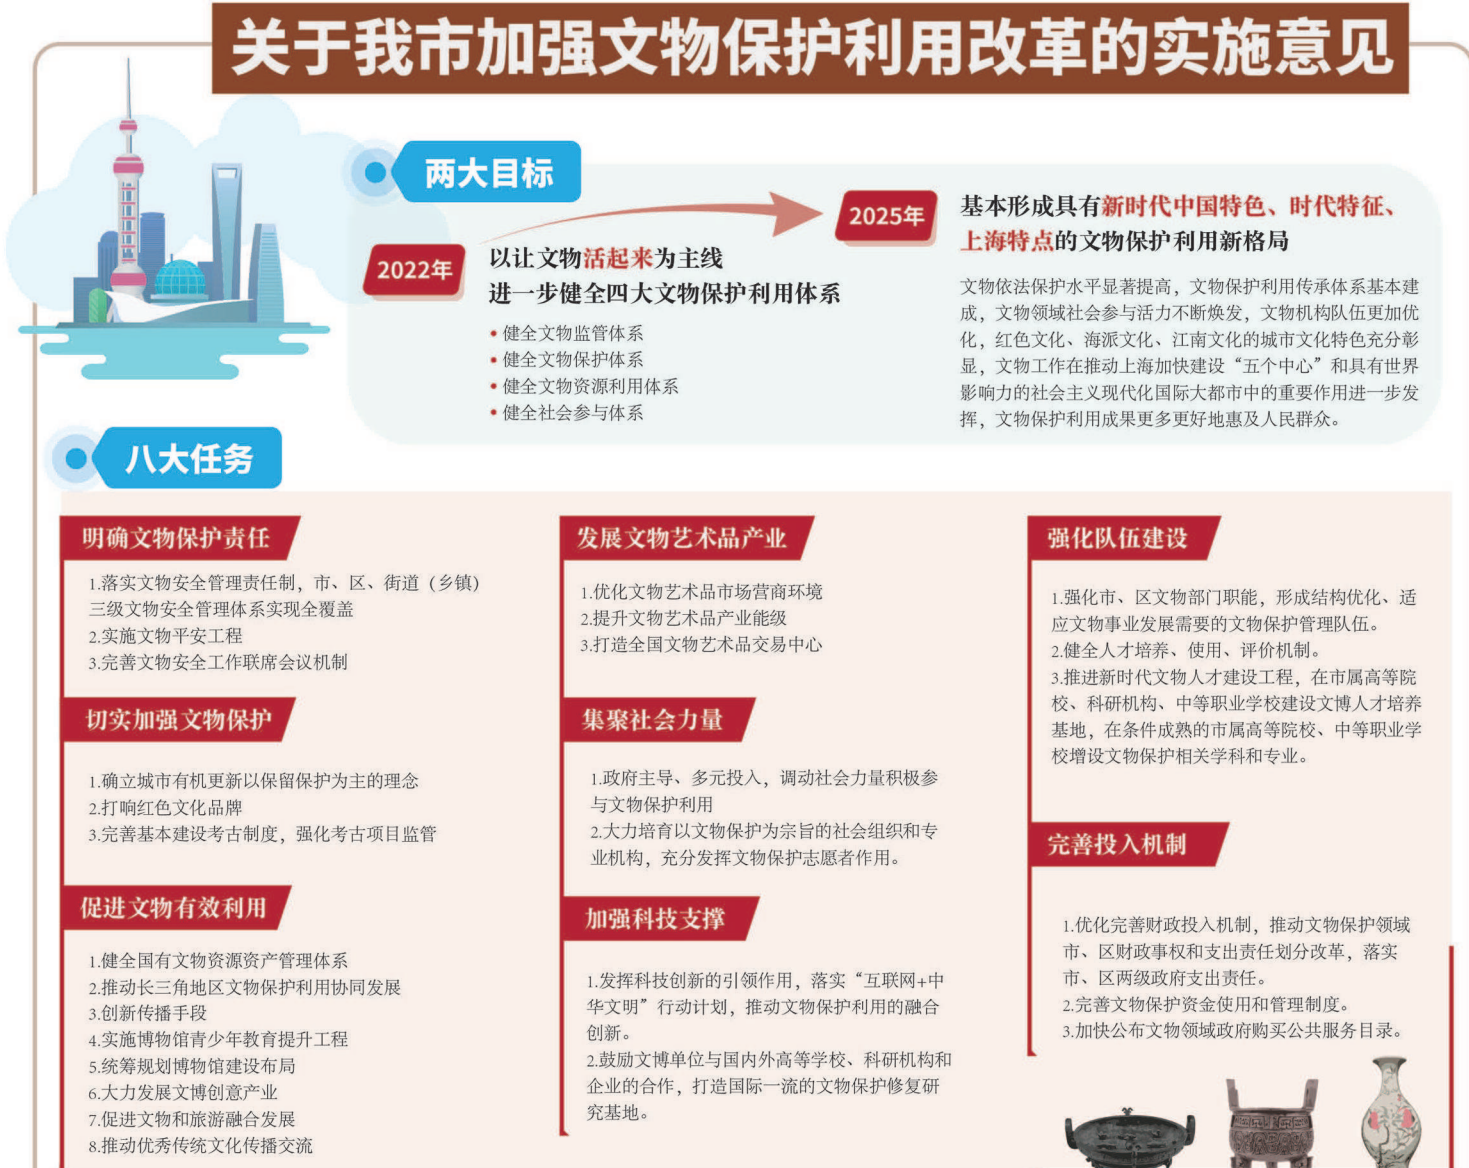 关于我市加强文物保护利用改革的实施意见
两大目标
2022年
以让文物活起来为主线
进一步健全四大文物保护利用体系
• 健全文物监管体系
• 健全文物保护体系
• 健全文物资源利用体系
• 健全社会参与体系
2025年
基本形成具有新时代中国特色、时代特征、
上海特点的文物保护利用新格局
文物依法保护水平显著提高，文物保护利用传承体系基本建
成，文物领域社会参与活力不断焕发，文物机构队伍更加优
化，红色文化、海派文化、江南文化的城市文化特色充分彰
显，文物工作在推动上海加快建设“五个中心”和具有世界
影响力的社会主义现代化国际大都市中的重要作用进一步发
挥，文物保护利用成果更多更好地惠及人民群众。
八大任务
明确文物保护责任
1.落实文物安全管理责任制，市、区、街道（乡镇）
三级文物安全管理体系实现全覆盖
2.实施文物平安工程
3.完善文物安全工作联席会议机制
切实加强文物保护
1.确立城市有机更新以保留保护为主的理念
2.打响红色文化品牌
3.完善基本建设考古制度，强化考古项目监管
促进文物有效利用
1.健全国有文物资源资产管理体系
2.推动长三角地区文物保护利用协同发展
3.创新传播手段
4.实施博物馆青少年教育提升工程
5.统筹规划博物馆建设布局
6.大力发展文博创意产业
7.促进文物和旅游融合发展
8.推动优秀传统文化传播交流
发展文物艺术品产业
1.优化文物艺术品市场营商环境
2.提升文物艺术品产业能级
3.打造全国文物艺术品交易中心
集聚社会力量
1.政府主导、多元投入，调动社会力量积极参
与文物保护利用
2.大力培育以文物保护为宗旨的社会组织和专
业机构，充分发挥文物保护志愿者作用。
加强科技支撑
1.发挥科技创新的引领作用，落实“互联网+中
华文明”行动计划，推动文物保护利用的融合
创新。
2.鼓励文博单位与国内外高等学校、科研机构和
企业的合作，打造国际一流的文物保护修复研
究基地。
强化队伍建设
1.强化市、区文物部门职能，形成结构优化、适
应文物事业发展需要的文物保护管理队伍。
2.健全人才培养、使用、评价机制。
3.推进新时代文物人才建设工程，在市属高等院
校、科研机构、中等职业学校建设文博人才培养
基地，在条件成熟的市属高等院校、中等职业学
校增设文物保护相关学科和专业。
完善投入机制
1.优化完善财政投入机制，推动文物保护领域
市、区财政事权和支出责任划分改革，落实
市、区两级政府支出责任。
2.完善文物保护资金使用和管理制度。
3.加快公布文物领域政府购买公共服务目录。